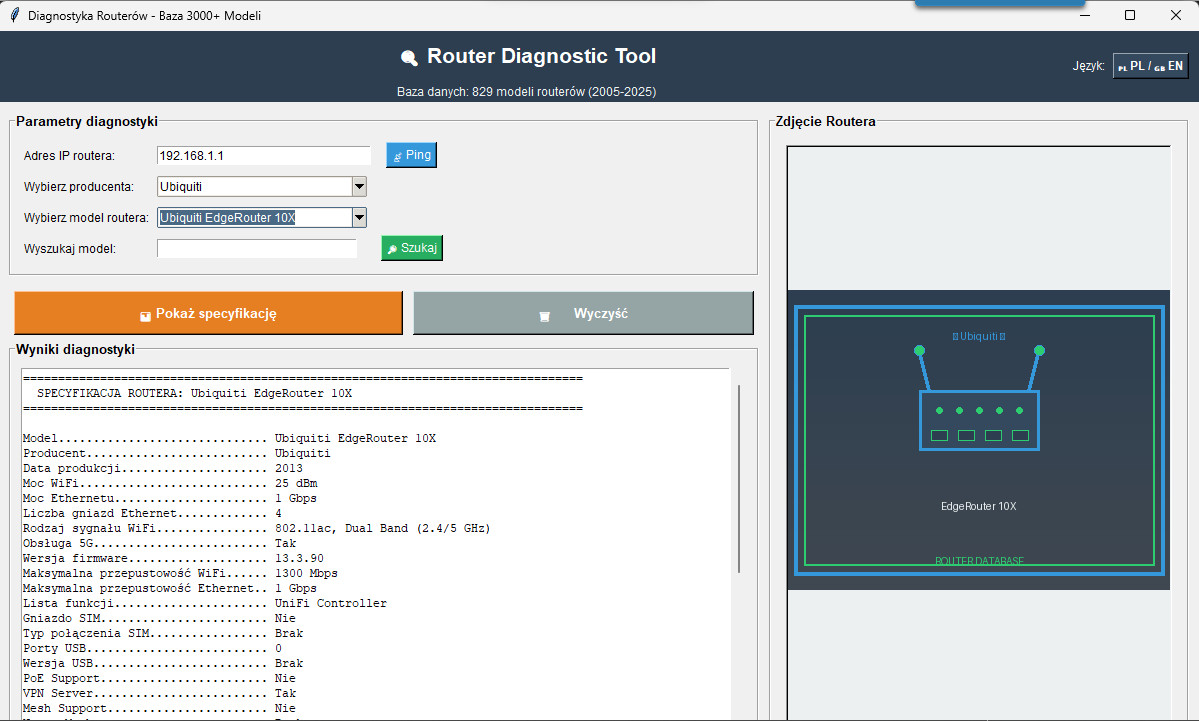 Diagnostyka Routerów - Baza 3000+ Modeli
Router Diagnostic Tool
Baza danych: 829 modeli routerów (2005-2025)
Język:
PL PL / GB EN
Parametry diagnostyki
Adres IP routera:
192.168.1.1
Ping
Wybierz producenta:
Ubiquiti
Wybierz model routera:
Ubiquiti EdgeRouter 10X
Wyszukaj model:
Szukaj
Pokaż specyfikację
Wyczyść
Wyniki diagnostyki
================================================================================
SPECYFIKACJA ROUTERA: Ubiquiti EdgeRouter 10X
================================================================================
Model.............................. Ubiquiti EdgeRouter 10X
Producent.......................... Ubiquiti
Data produkcji..................... 2013
Moc WiFi........................... 25 dBm
Moc Ethernetu...................... 1 Gbps
Liczba gniazd Ethernet............. 4
Rodzaj sygnału WiFi................ 802.11ac, Dual Band (2.4/5 GHz)
Obsługa 5G......................... Tak
Wersja firmware.................... 13.3.90
Maksymalna przepustowość WiFi...... 1300 Mbps
Maksymalna przepustowość Ethernet.. 1 Gbps
Lista funkcji...................... UniFi Controller
Gniazdo SIM........................ Nie
Typ połączenia SIM................. Brak
Porty USB.......................... 0
Wersja USB......................... Brak
PoE Support........................ Nie
VPN Server......................... Tak
Mesh Support....................... Nie
Zdjęcie Routera
Ubiquiti
EdgeRouter 10X
ROUTER DATABASE